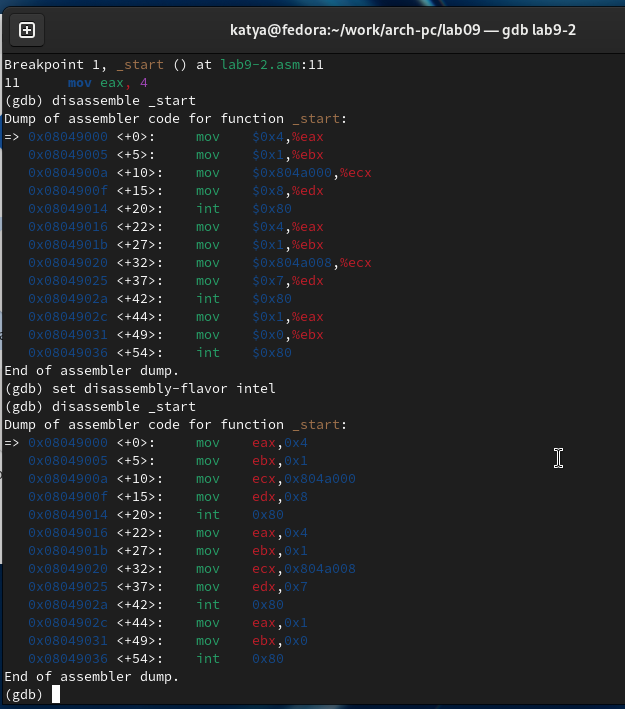 katya@fedora:~/work/arch-pc/lab09 — gdb lab9-2
Breakpoint 1, _start () at lab9-2.asm:11
11      mov eax, 4
(gdb) disassemble _start
Dump of assembler code for function _start:
=> 0x08049000 <+0>:     mov    $0x4,%eax
   0x08049005 <+5>:     mov    $0x1,%ebx
   0x0804900a <+10>:    mov    $0x804a000,%ecx
   0x0804900f <+15>:    mov    $0x8,%edx
   0x08049014 <+20>:    int    $0x80
   0x08049016 <+22>:    mov    $0x4,%eax
   0x0804901b <+27>:    mov    $0x1,%ebx
   0x08049020 <+32>:    mov    $0x804a008,%ecx
   0x08049025 <+37>:    mov    $0x7,%edx
   0x0804902a <+42>:    int    $0x80
   0x0804902c <+44>:    mov    $0x1,%eax
   0x08049031 <+49>:    mov    $0x0,%ebx
   0x08049036 <+54>:    int    $0x80
End of assembler dump.
(gdb) set disassembly-flavor intel
(gdb) disassemble _start
Dump of assembler code for function _start:
=> 0x08049000 <+0>:     mov    eax,0x4
   0x08049005 <+5>:     mov    ebx,0x1
   0x0804900a <+10>:    mov    ecx,0x804a000
   0x0804900f <+15>:    mov    edx,0x8
   0x08049014 <+20>:    int    0x80
   0x08049016 <+22>:    mov    eax,0x4
   0x0804901b <+27>:    mov    ebx,0x1
   0x08049020 <+32>:    mov    ecx,0x804a008
   0x08049025 <+37>:    mov    edx,0x7
   0x0804902a <+42>:    int    0x80
   0x0804902c <+44>:    mov    eax,0x1
   0x08049031 <+49>:    mov    ebx,0x0
   0x08049036 <+54>:    int    0x80
End of assembler dump.
(gdb)